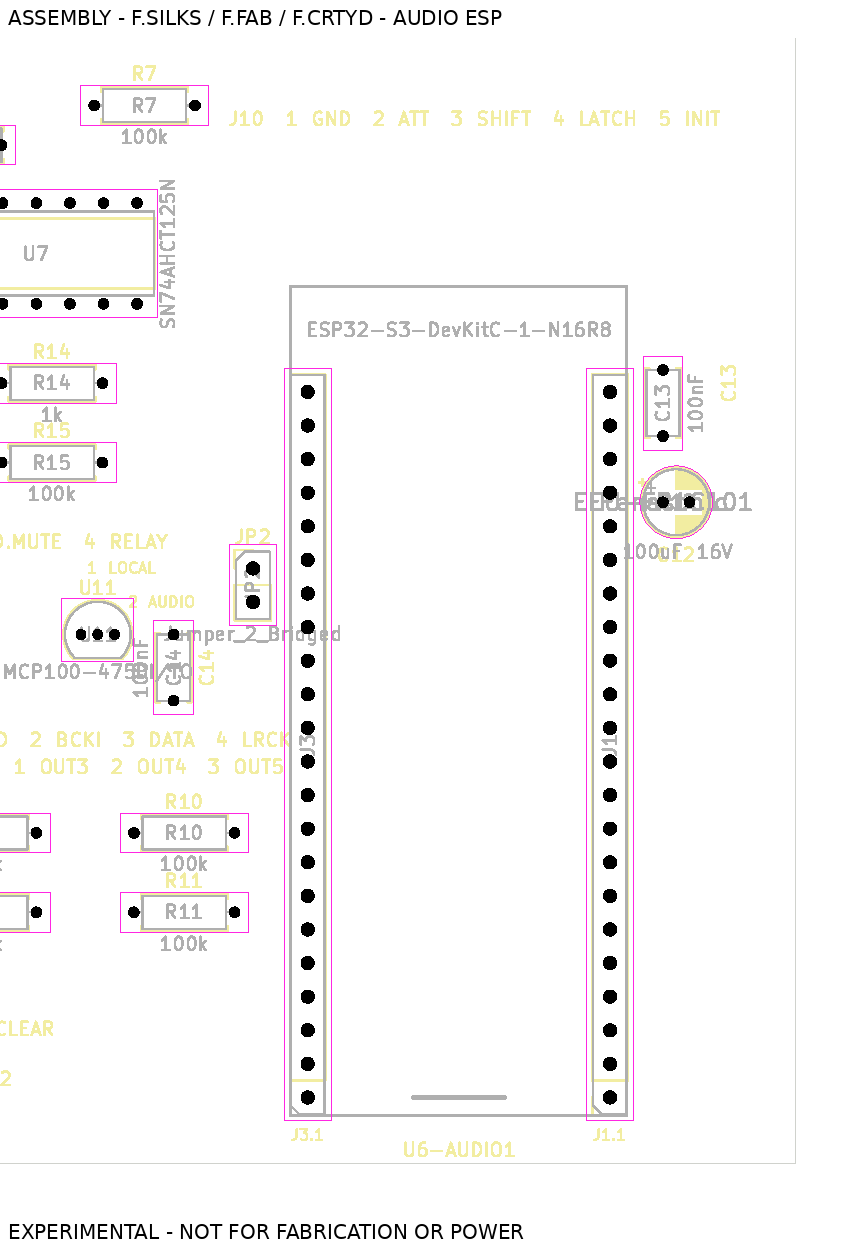 ASSEMBLY - F.SILKS / F.FAB / F.CRTYD - AUDIO ESP
R7
R7
100k
J10 1 GND 2 ATT 3 SHIFT 4 LATCH 5 INIT
SN74AHCT125N
U7
ESP32-S3-DevKitC-1-N16R8
R14
R14
1k
C13
100nF
C13
R15
R15
100k
100uF 16V
O.MUTE 4 RELAY
JP2
1 LOCAL
U11
2 AUDIO
U11
Jumper_2_Bridged
100nF
C14
C14
2 BCKI 3 DATA 4 LRCK
1 OUT3 2 OUT4 3 OUT5
J3
J1
R10
R10
100k
R11
R11
100k
CLEAR
2
J3.1
J1.1
U6-AUDIO1
EXPERIMENTAL - NOT FOR FABRICATION OR POWER